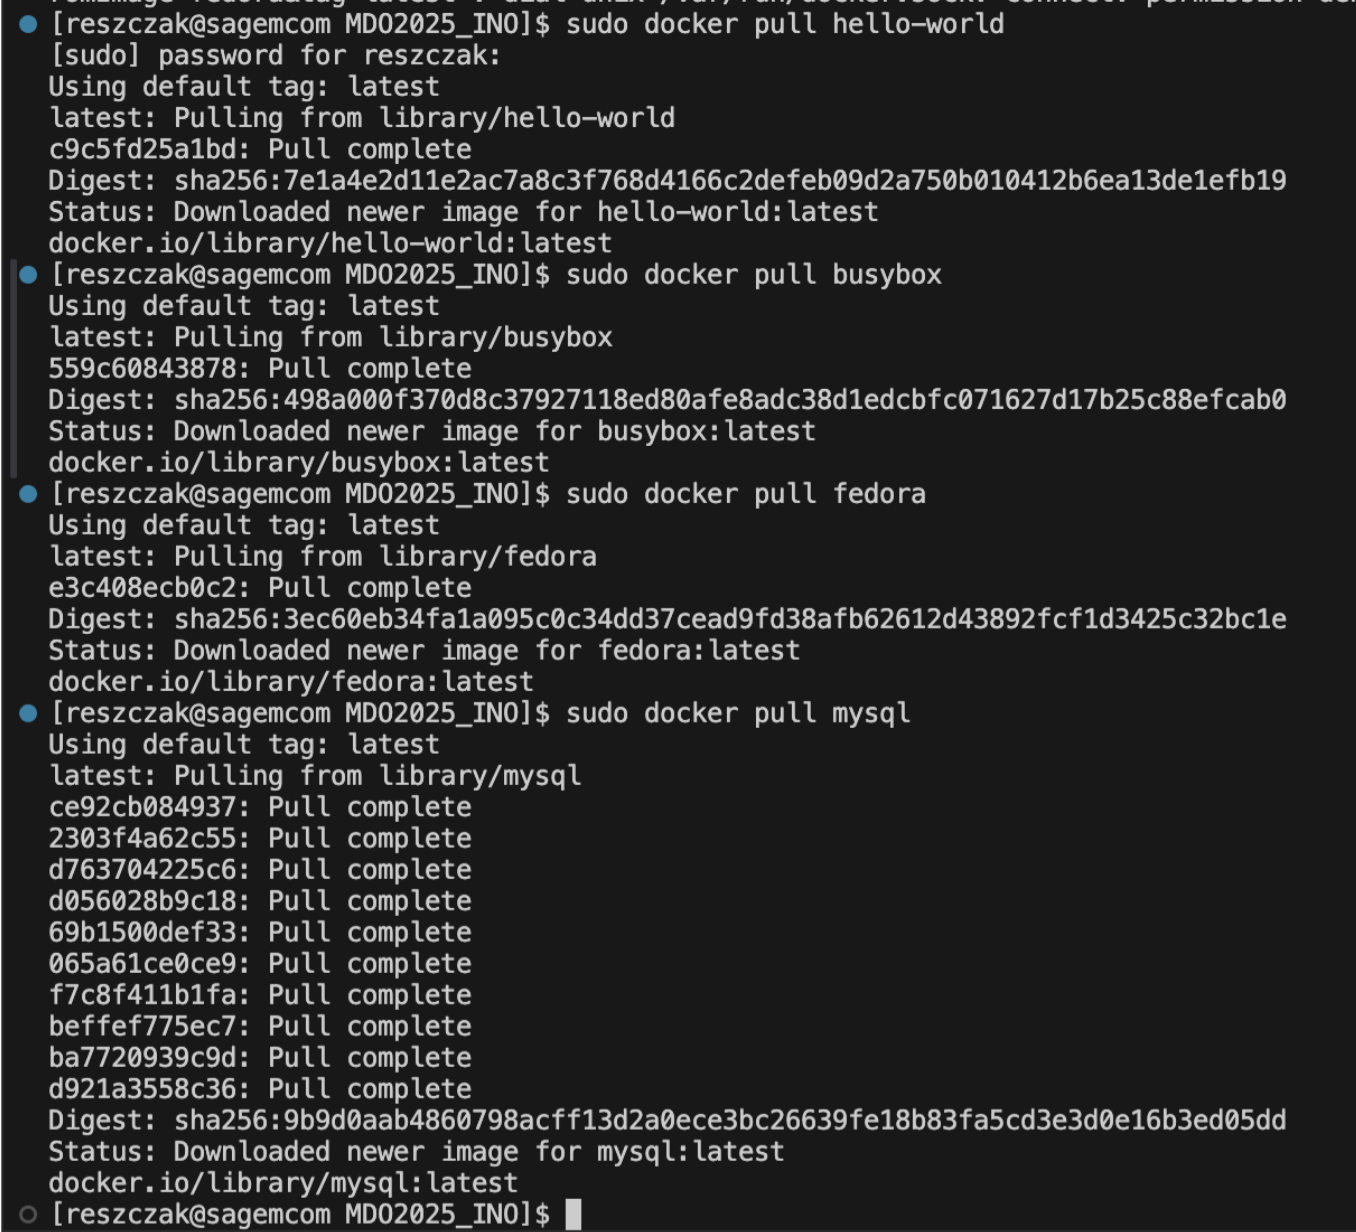 [reszczak@sagemcom MDO2025_INO]$ sudo docker pull hello-world
[sudo] password for reszczak:
Using default tag: latest
latest: Pulling from library/hello-world
c9c5fd25a1bd: Pull complete
Digest: sha256:7e1a4e2d11e2ac7a8c3f768d4166c2defeb09d2a750b010412b6ea13de1efb19
Status: Downloaded newer image for hello-world:latest
docker.io/library/hello-world:latest
[reszczak@sagemcom MDO2025_INO]$ sudo docker pull busybox
Using default tag: latest
latest: Pulling from library/busybox
559c60843878: Pull complete
Digest: sha256:498a000f370d8c37927118ed80afe8adc38d1edcbfc071627d17b25c88efcab0
Status: Downloaded newer image for busybox:latest
docker.io/library/busybox:latest
[reszczak@sagemcom MDO2025_INO]$ sudo docker pull fedora
Using default tag: latest
latest: Pulling from library/fedora
e3c408ecb0c2: Pull complete
Digest: sha256:3ec60eb34fa1a095c0c34dd37cead9fd38afb62612d43892fcf1d3425c32bc1e
Status: Downloaded newer image for fedora:latest
docker.io/library/fedora:latest
[reszczak@sagemcom MDO2025_INO]$ sudo docker pull mysql
Using default tag: latest
latest: Pulling from library/mysql
ce92cb084937: Pull complete
2303f4a62c55: Pull complete
d763704225c6: Pull complete
d056028b9c18: Pull complete
69b1500def33: Pull complete
065a61ce0ce9: Pull complete
f7c8f411b1fa: Pull complete
beffef775ec7: Pull complete
ba7720939c9d: Pull complete
d921a3558c36: Pull complete
Digest: sha256:9b9d0aab4860798acff13d2a0ece3bc26639fe18b83fa5cd3e3d0e16b3ed05dd
Status: Downloaded newer image for mysql:latest
docker.io/library/mysql:latest
[reszczak@sagemcom MDO2025_INO]$